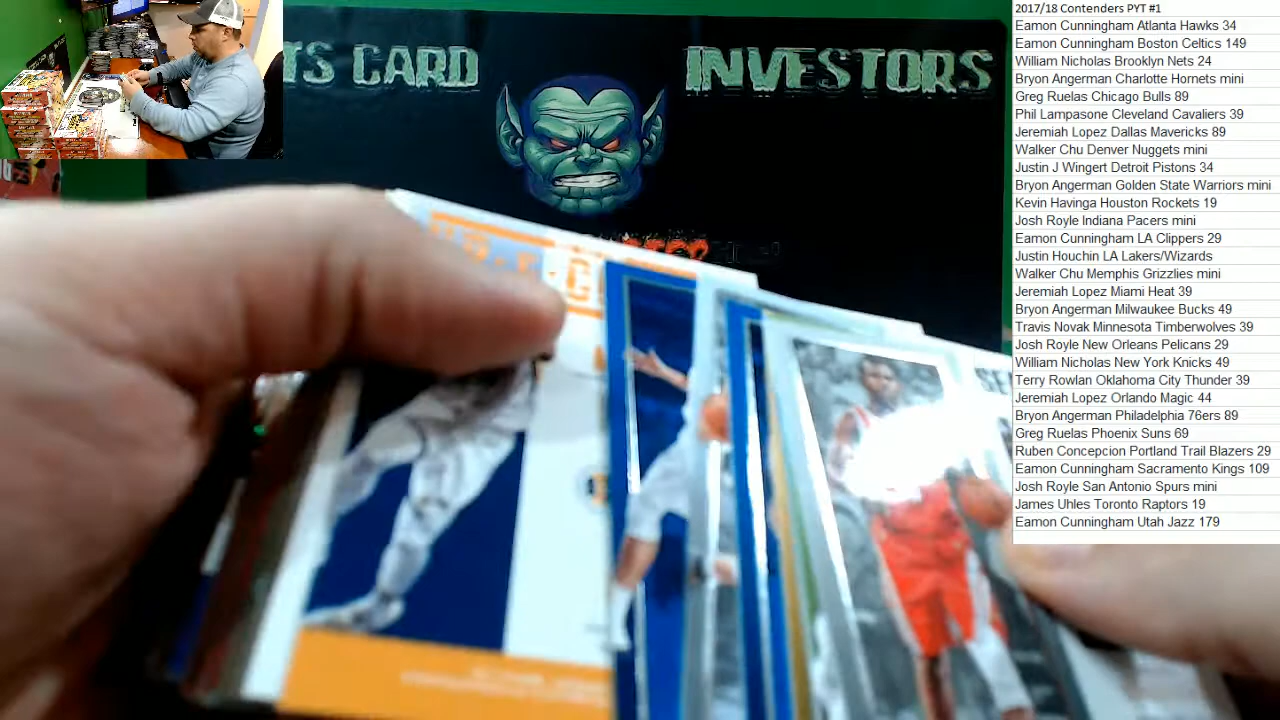 TS CARD INVESTORS
2017/18 Contenders PYT #1
Eamon Cunningham Atlanta Hawks 34
Eamon Cunningham Boston Celtics 149
William Nicholas Brooklyn Nets 24
Bryon Angerman Charlotte Hornets mini
Greg Ruelas Chicago Bulls 89
Phil Lampasone Cleveland Cavaliers 39
Jeremiah Lopez Dallas Mavericks 89
Walker Chu Denver Nuggets mini
Justin J Wingert Detroit Pistons 34
Bryon Angerman Golden State Warriors mini
Kevin Havinga Houston Rockets 19
Josh Royle Indiana Pacers mini
Eamon Cunningham LA Clippers 29
Justin Houchin LA Lakers/Wizards
Walker Chu Memphis Grizzlies mini
Jeremiah Lopez Miami Heat 39
Bryon Angerman Milwaukee Bucks 49
Travis Novak Minnesota Timberwolves 39
Josh Royle New Orleans Pelicans 29
William Nicholas New York Knicks 49
Terry Rowlan Oklahoma City Thunder 39
Jeremiah Lopez Orlando Magic 44
Bryon Angerman Philadelphia 76ers 89
Greg Ruelas Phoenix Suns 69
Ruben Concepcion Portland Trail Blazers 29
Eamon Cunningham Sacramento Kings 109
Josh Royle San Antonio Spurs mini
James Uhles Toronto Raptors 19
Eamon Cunningham Utah Jazz 179